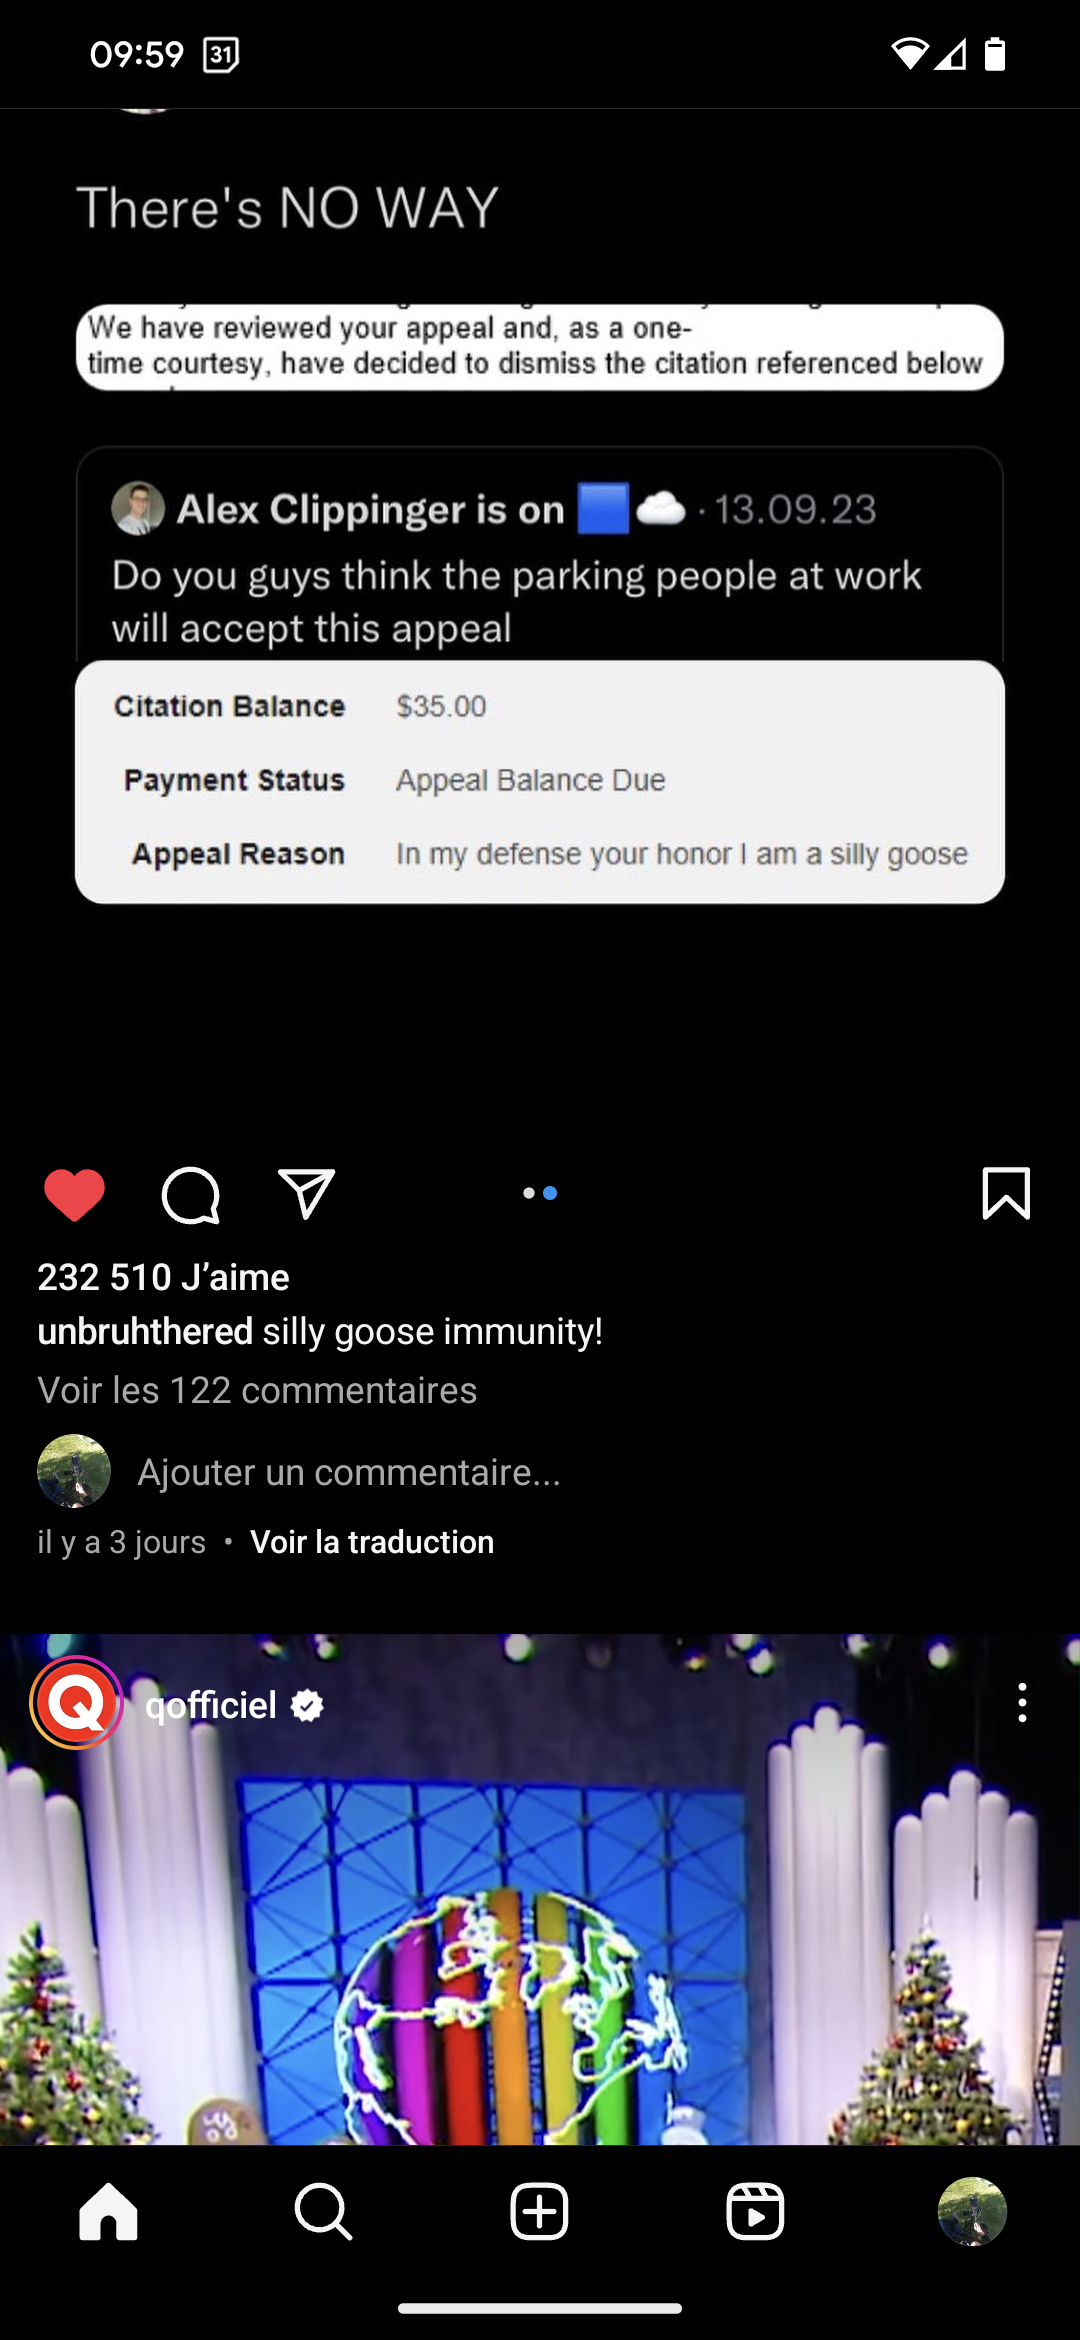 09:59 31
There's NO WAY
We have reviewed your appeal and, as a one-
time courtesy, have decided to dismiss the citation referenced below
Alex Clippinger is on 🟦☁️ · 13.09.23
Do you guys think the parking people at work
will accept this appeal
Citation Balance $35.00
Payment Status Appeal Balance Due
Appeal Reason In my defense your honor I am a silly goose
232 510 J’aime
unbruhthered silly goose immunity!
Voir les 122 commentaires
Ajouter un commentaire...
il y a 3 jours • Voir la traduction
Q qofficiel